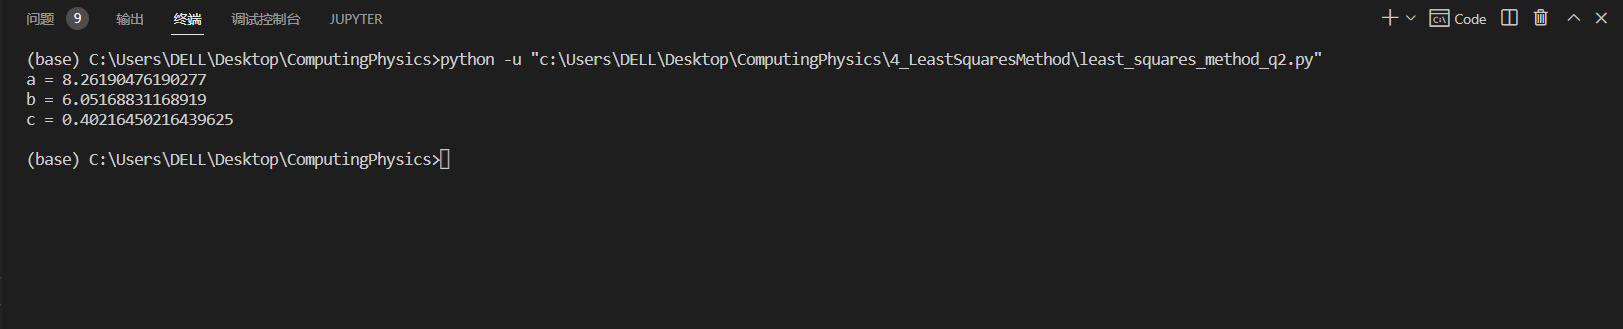 问题 9 输出 终端 调试控制台 JUPYTER Code
(base) C:\Users\DELL\Desktop\ComputingPhysics>python -u "c:\Users\DELL\Desktop\ComputingPhysics\4_LeastSquaresMethod\least_squares_method_q2.py"
a = 8.26190476190277
b = 6.05168831168919
c = 0.40216450216439625
(base) C:\Users\DELL\Desktop\ComputingPhysics>